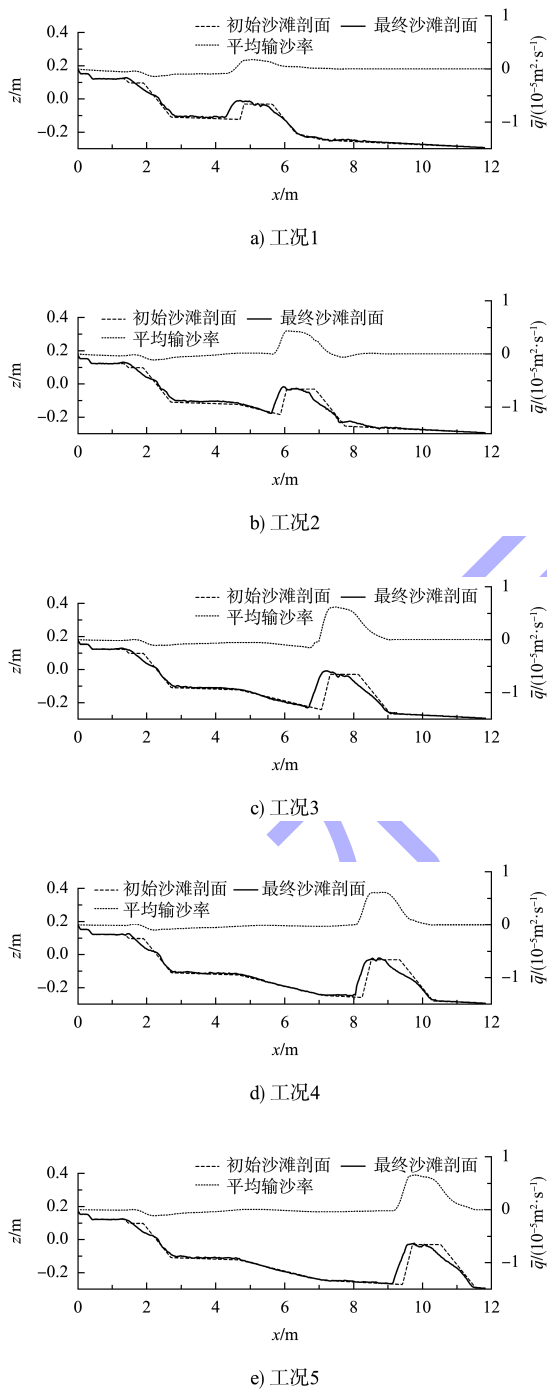 初始沙滩剖面 最终沙滩剖面
平均输沙率
z/m
0.4
0.2
0.0
−0.2
q̄/(10⁻⁵m²·s⁻¹)
1
0
−1
0 2 4 6 8 10 12
x/m
a) 工况1
初始沙滩剖面 最终沙滩剖面
平均输沙率
z/m
0.4
0.2
0.0
−0.2
q̄/(10⁻⁵m²·s⁻¹)
1
0
−1
0 2 4 6 8 10 12
x/m
b) 工况2
初始沙滩剖面 最终沙滩剖面
平均输沙率
z/m
0.4
0.2
0.0
−0.2
q̄/(10⁻⁵m²·s⁻¹)
1
0
−1
0 2 4 6 8 10 12
x/m
c) 工况3
初始沙滩剖面 最终沙滩剖面
平均输沙率
z/m
0.4
0.2
0.0
−0.2
q̄/(10⁻⁵m²·s⁻¹)
1
0
−1
0 2 4 6 8 10 12
x/m
d) 工况4
初始沙滩剖面 最终沙滩剖面
平均输沙率
z/m
0.4
0.2
0.0
−0.2
q̄/(10⁻⁵m²·s⁻¹)
1
0
−1
0 2 4 6 8 10 12
x/m
e) 工况5